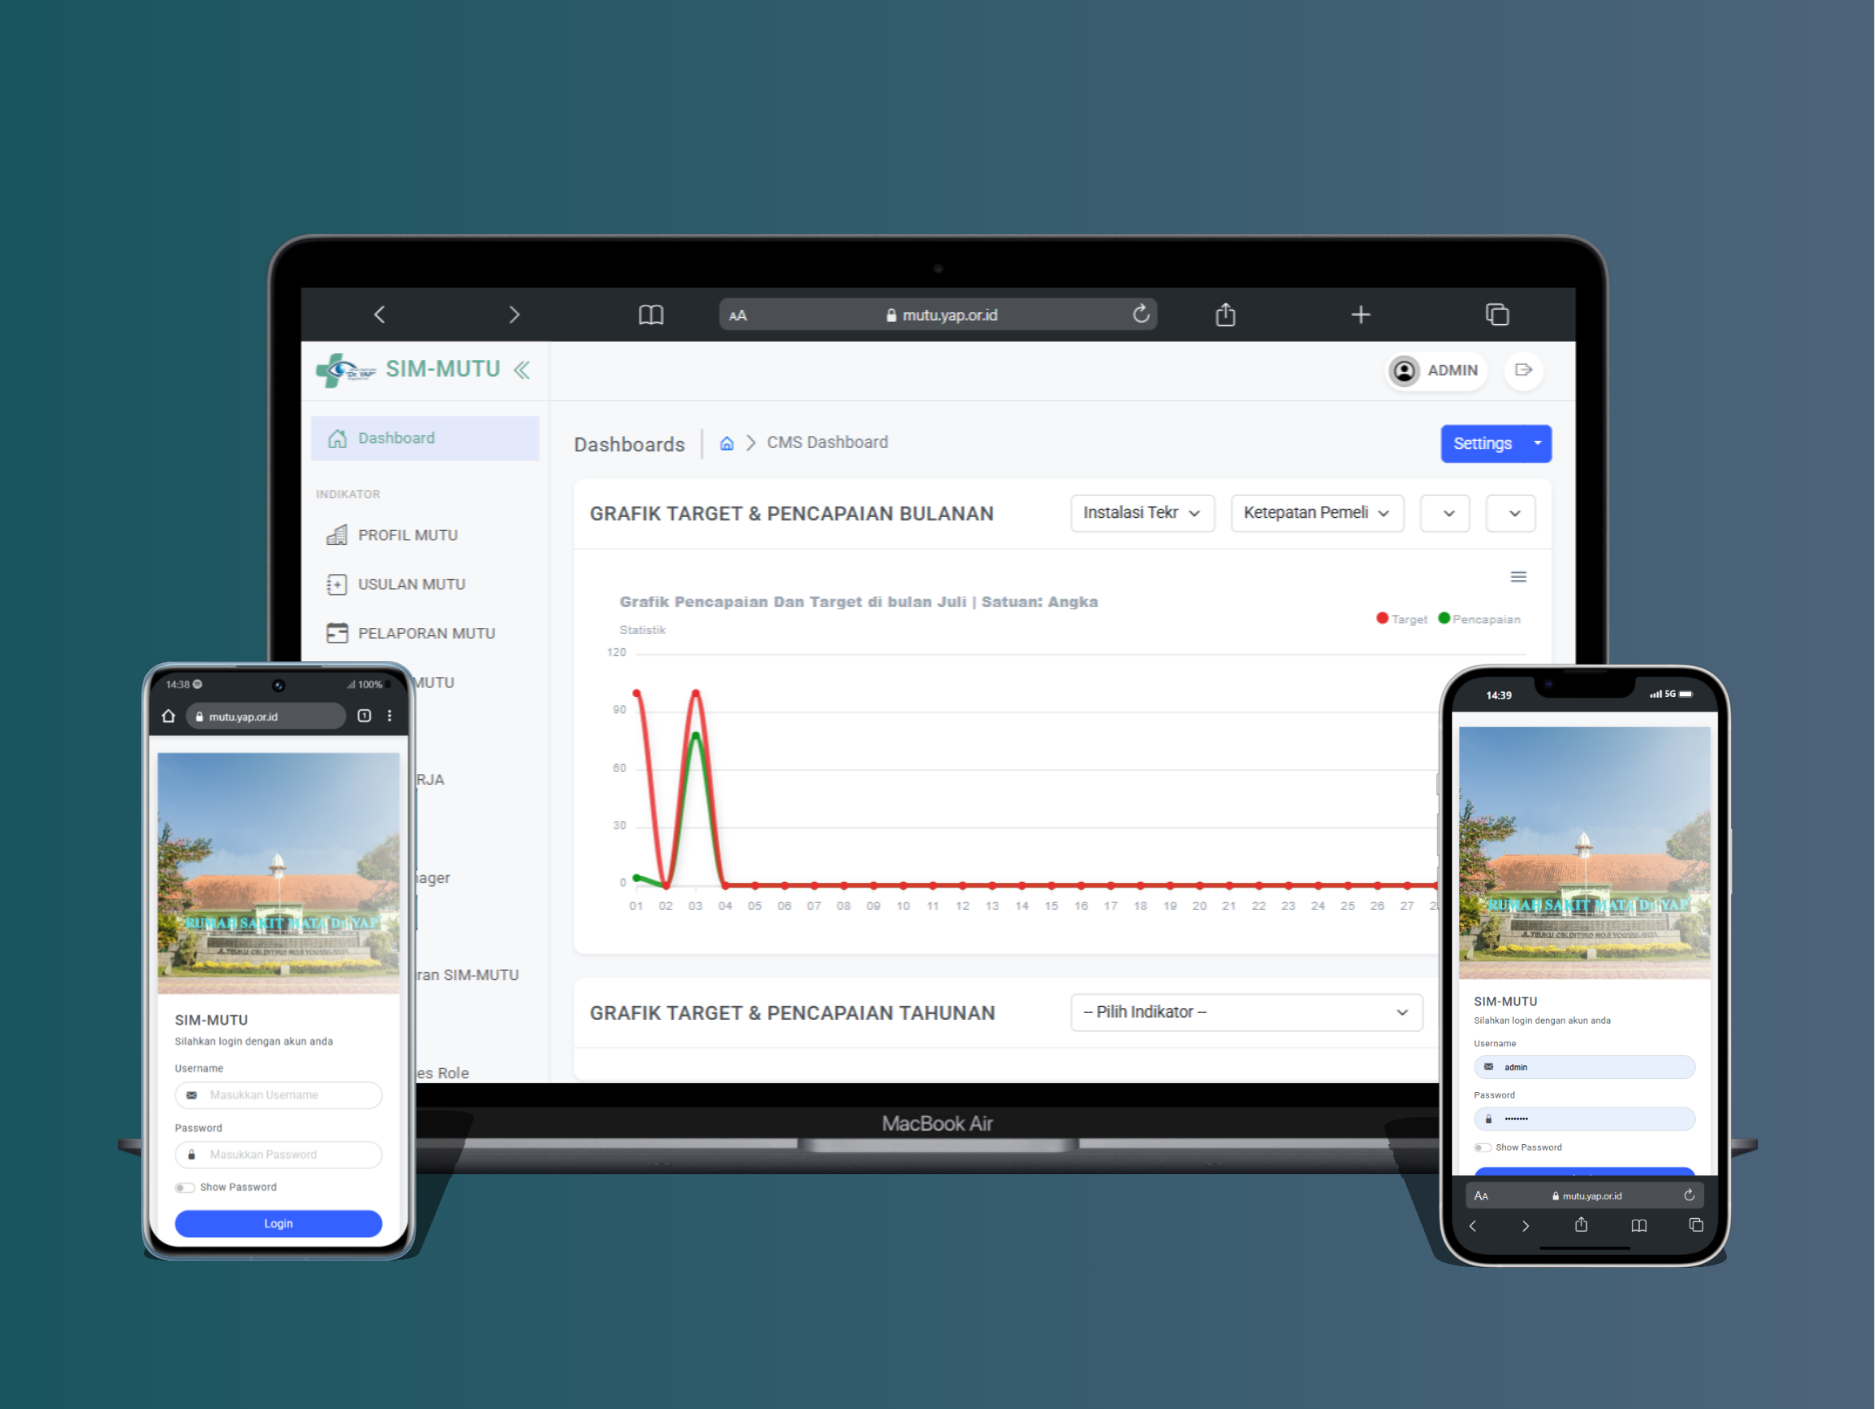 AA
mutu.yap.or.id
Dr. YAP
SIM-MUTU
ADMIN
Dashboard
Dashboards
CMS Dashboard
Settings
INDIKATOR
PROFIL MUTU
USULAN MUTU
PELAPORAN MUTU
MUTU
RJA
ager
ran SIM-MUTU
es Role
GRAFIK TARGET & PENCAPAIAN BULANAN
Instalasi Tekr
Ketepatan Pemeli
Grafik Pencapaian Dan Target di bulan Juli | Satuan: Angka
Statistik
Target
Pencapaian
120
90
60
30
0
01 02 03 04 05 06 07 08 09 10 11 12 13 14 15 16 17 18 19 20 21 22 23 24 25 26 27 2
GRAFIK TARGET & PENCAPAIAN TAHUNAN
-- Pilih Indikator --
MacBook Air
14:38
100%
mutu.yap.or.id
1
RUMAH SAKIT MATA Dr. YAP
SIM-MUTU
Silahkan login dengan akun anda
Username
Masukkan Username
Password
Masukkan Password
Show Password
Login
14:39
5G
RUMAH SAKIT MATA Dr. YAP
SIM-MUTU
Silahkan login dengan akun anda
Username
admin
Password
••••••••
Show Password
AA
mutu.yap.or.id